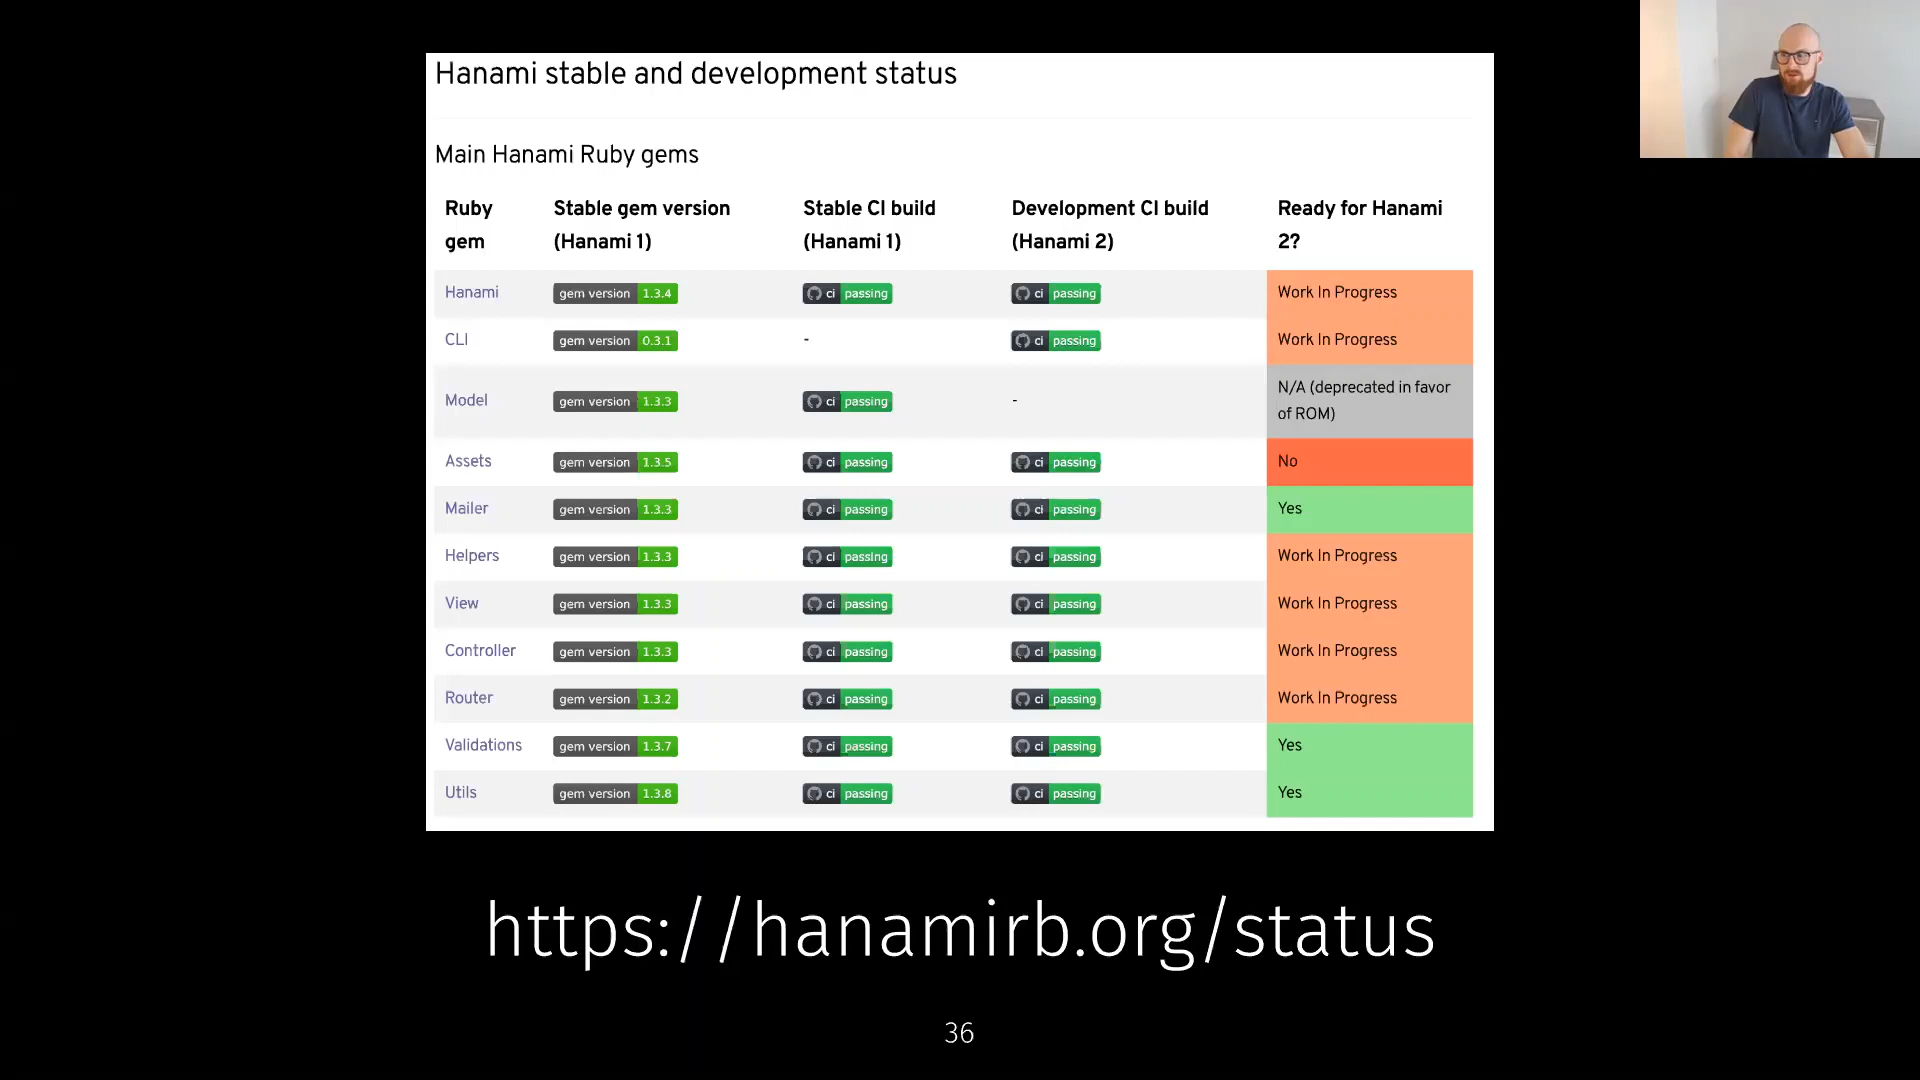 Hanami stable and development status
Main Hanami Ruby gems
Ruby gem | Stable gem version (Hanami 1) | Stable CI build (Hanami 1) | Development CI build (Hanami 2) | Ready for Hanami 2?
Hanami | gem version 1.3.4 | ci passing | ci passing | Work In Progress
CLI | gem version 0.3.1 | - | ci passing | Work In Progress
Model | gem version 1.3.3 | ci passing | - | N/A (deprecated in favor of ROM)
Assets | gem version 1.3.5 | ci passing | ci passing | No
Mailer | gem version 1.3.3 | ci passing | ci passing | Yes
Helpers | gem version 1.3.3 | ci passing | ci passing | Work In Progress
View | gem version 1.3.3 | ci passing | ci passing | Work In Progress
Controller | gem version 1.3.3 | ci passing | ci passing | Work In Progress
Router | gem version 1.3.2 | ci passing | ci passing | Work In Progress
Validations | gem version 1.3.7 | ci passing | ci passing | Yes
Utils | gem version 1.3.8 | ci passing | ci passing | Yes
https://hanamirb.org/status
36